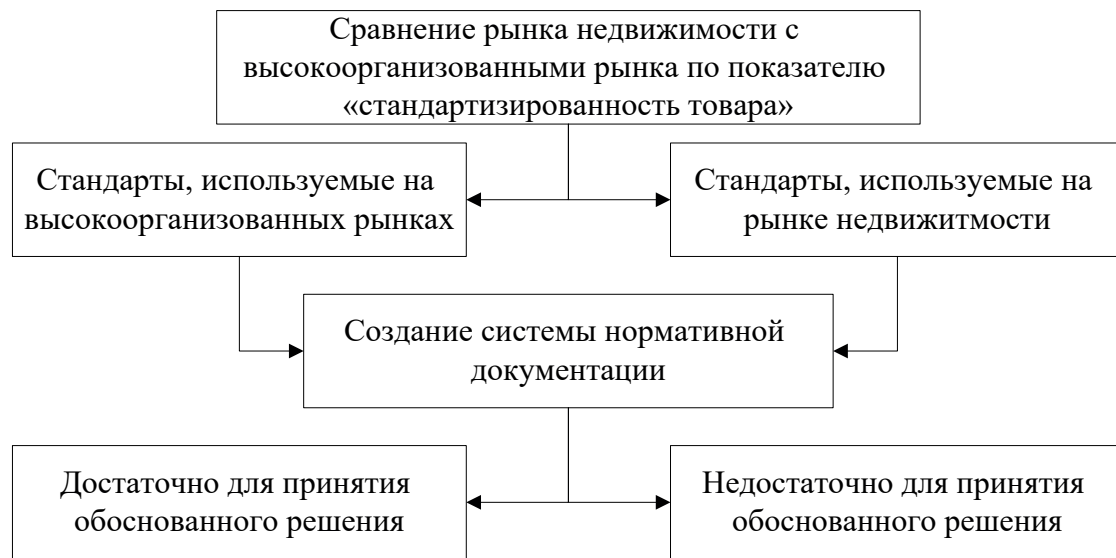 Сравнение рынка недвижимости с
высокоорганизованными рынка по показателю
«стандартизированность товара»
Стандарты, используемые на
высокоорганизованных рынках
Стандарты, используемые на
рынке недвижитмости
Создание системы нормативной
документации
Достаточно для принятия
обоснованного решения
Недостаточно для принятия
обоснованного решения